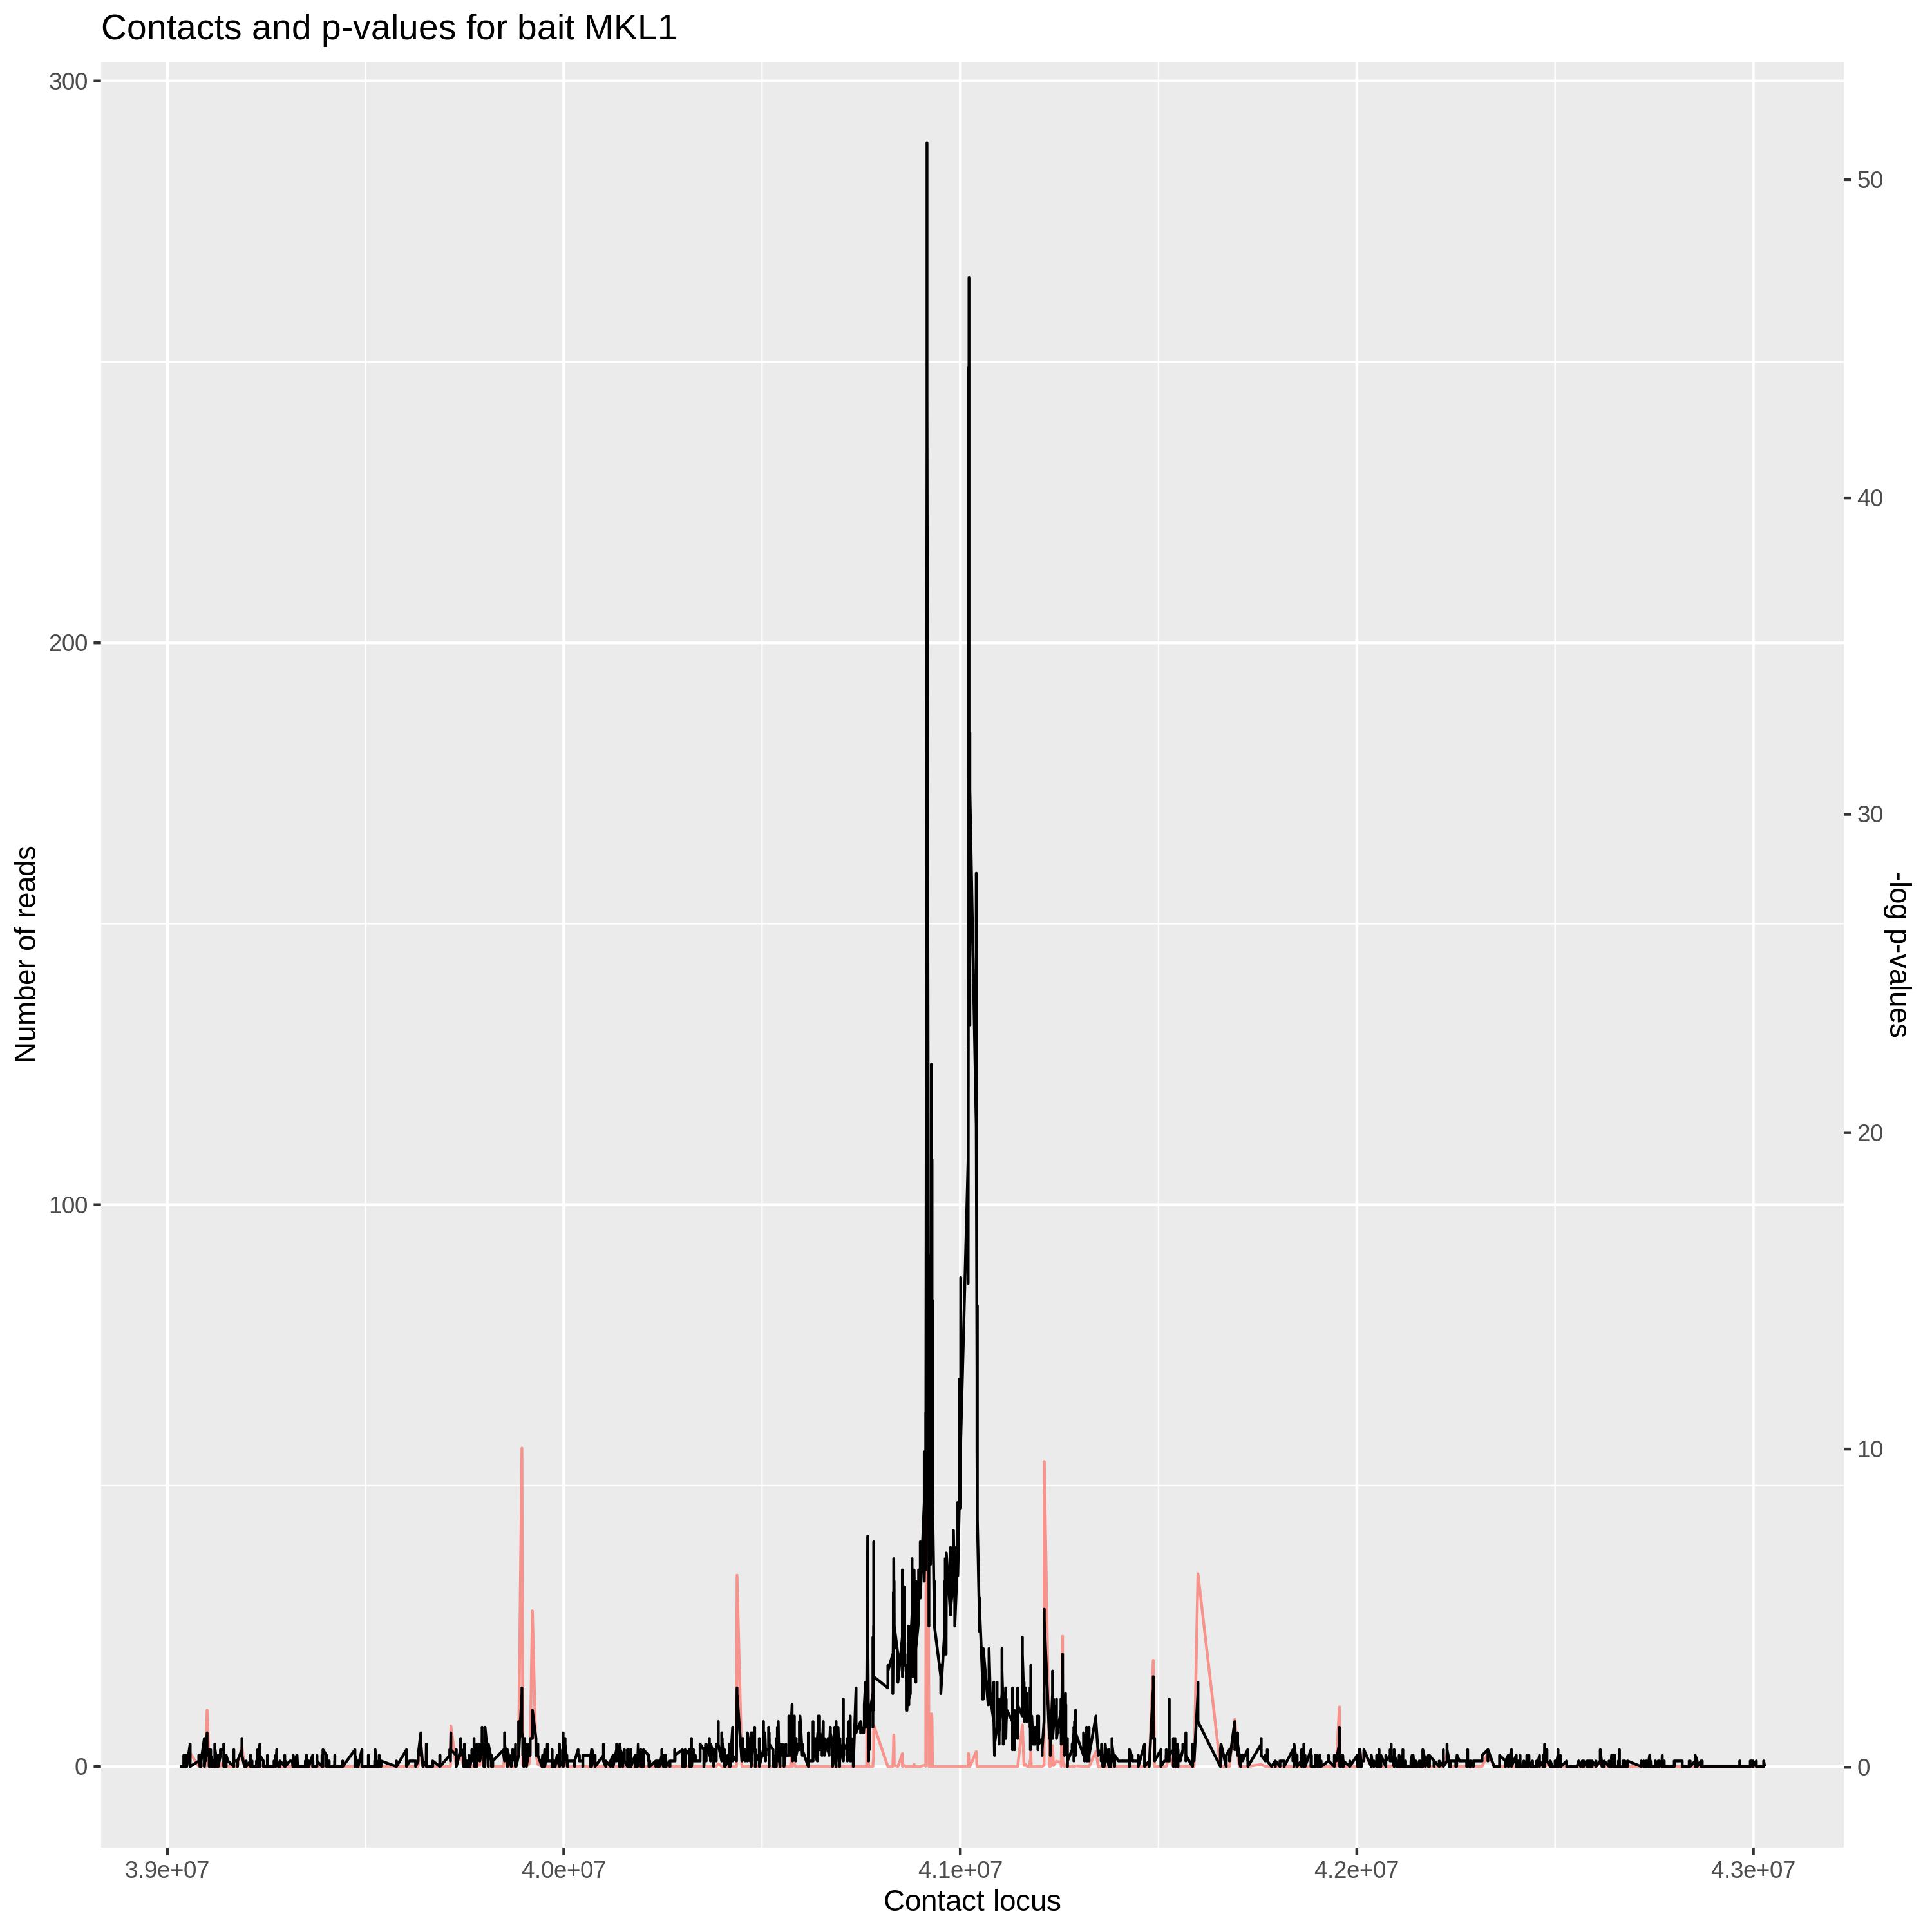 Contacts and p-values for bait MKL1
300
200
100
0
Number of reads
50
40
30
20
10
0
-log p-values
3.9e+07
4.0e+07
4.1e+07
4.2e+07
4.3e+07
Contact locus